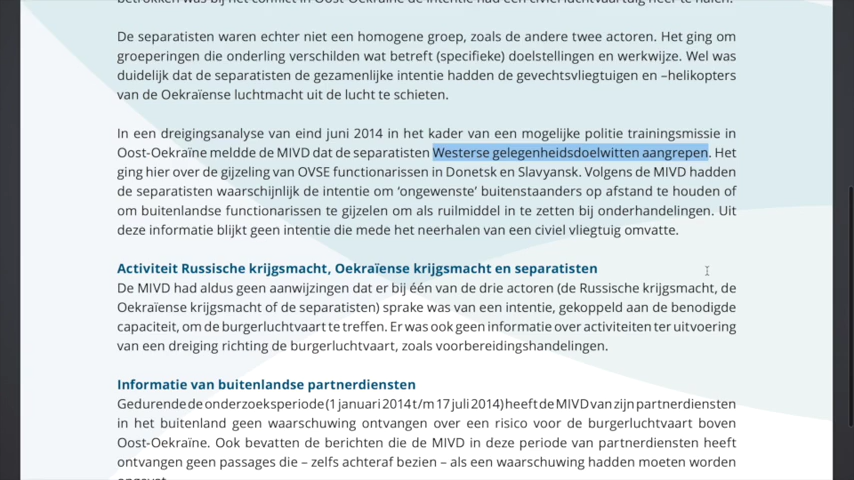 betrokken was bij het conflict in Oost-Oekraïne de intentie had een civiel luchtvaartuig neer te halen.
De separatisten waren echter niet een homogene groep, zoals de andere twee actoren. Het ging om
groeperingen die onderling verschilden wat betreft (specifieke) doelstellingen en werkwijze. Wel was
duidelijk dat de separatisten de gezamenlijke intentie hadden de gevechtsvliegtuigen en –helikopters
van de Oekraïense luchtmacht uit de lucht te schieten.
In een dreigingsanalyse van eind juni 2014 in het kader van een mogelijke politie trainingsmissie in
Oost-Oekraïne meldde de MIVD dat de separatisten Westerse gelegenheidsdoelwitten aangrepen. Het
ging hier over de gijzeling van OVSE functionarissen in Donetsk en Slavyansk. Volgens de MIVD hadden
de separatisten waarschijnlijk de intentie om ‘ongewenste’ buitenstaanders op afstand te houden of
om buitenlandse functionarissen te gijzelen om als ruilmiddel in te zetten bij onderhandelingen. Uit
deze informatie blijkt geen intentie die mede het neerhalen van een civiel vliegtuig omvatte.
Activiteit Russische krijgsmacht, Oekraïense krijgsmacht en separatisten
De MIVD had aldus geen aanwijzingen dat er bij één van de drie actoren (de Russische krijgsmacht, de
Oekraïense krijgsmacht of de separatisten) sprake was van een intentie, gekoppeld aan de benodigde
capaciteit, om de burgerluchtvaart te treffen. Er was ook geen informatie over activiteiten ter uitvoering
van een dreiging richting de burgerluchtvaart, zoals voorbereidingshandelingen.
Informatie van buitenlandse partnerdiensten
Gedurende de onderzoeksperiode (1 januari 2014 t/m 17 juli 2014) heeft de MIVD van zijn partnerdiensten
in het buitenland geen waarschuwing ontvangen over een risico voor de burgerluchtvaart boven
Oost-Oekraïne. Ook bevatten de berichten die de MIVD in deze periode van partnerdiensten heeft
ontvangen geen passages die – zelfs achteraf bezien – als een waarschuwing hadden moeten worden